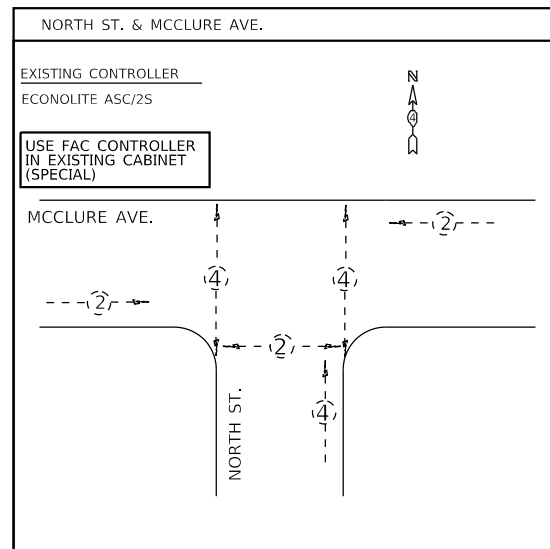 NORTH ST. & MCCLURE AVE.
EXISTING CONTROLLER
ECONOLITE ASC/2S
USE FAC CONTROLLER
IN EXISTING CABINET
(SPECIAL)
N
4
MCCLURE AVE.
2
4
4
2
2
4
NORTH ST.